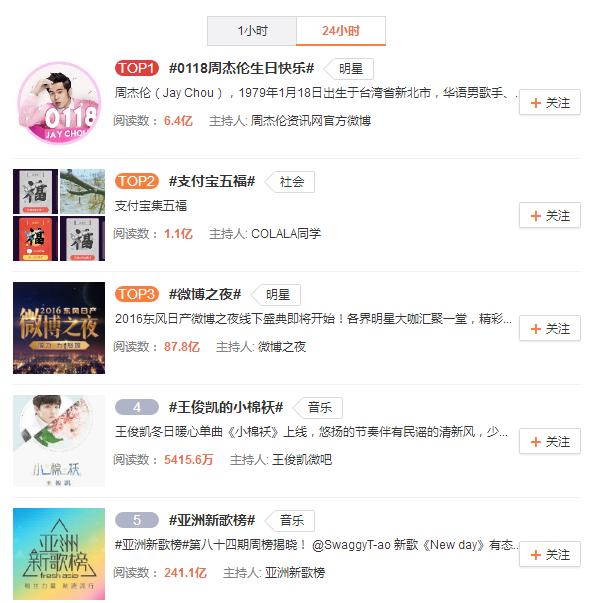 1小时
24小时
0118
JAY CHOU
TOP1 #0118周杰伦生日快乐# 明星
周杰伦（Jay Chou），1979年1月18日出生于台湾省新北市，华语男歌手、...
+ 关注
阅读数： 6.4亿 主持人: 周杰伦资讯网官方微博
福
福
福
TOP2 #支付宝五福# 社会
支付宝集五福
+ 关注
阅读数： 1.1亿 主持人: COLALA同学
2016东风日产
微博之夜
TOP3 #微博之夜# 明星
2016东风日产微博之夜线下盛典即将开始！各界明星大咖汇聚一堂，精彩...
+ 关注
阅读数： 87.8亿 主持人: 微博之夜
小棉袄
王俊凯
4 #王俊凯的小棉袄# 音乐
王俊凯冬日暖心单曲《小棉袄》上线，悠扬的节奏伴有民谣的清新风，少...
+ 关注
阅读数： 5415.6万 主持人: 王俊凯微吧
亚洲
新歌榜
fresh asia
5 #亚洲新歌榜# 音乐
#亚洲新歌榜#第八十四期周榜揭晓！ @SwaggyT-ao 新歌《New day》有态...
+ 关注
阅读数： 241.1亿 主持人: 亚洲新歌榜